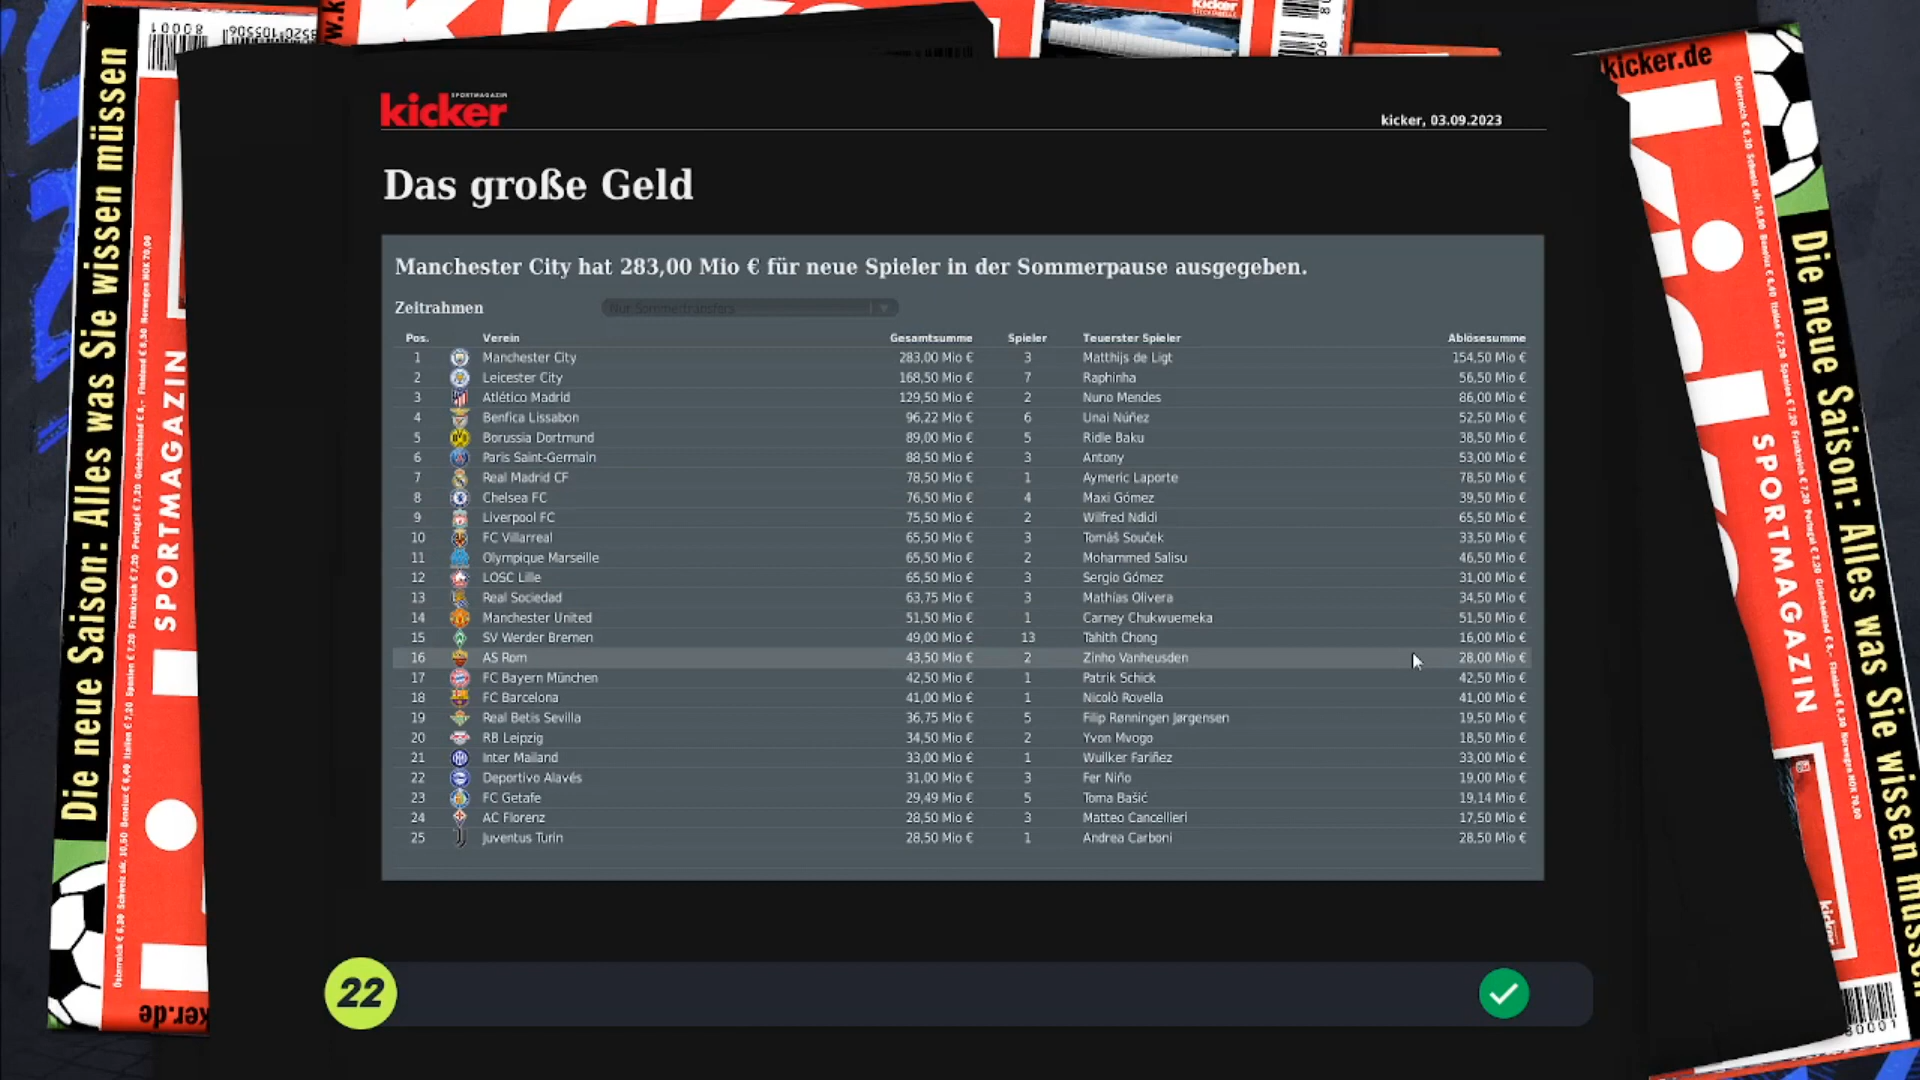 kicker.de
SPORTMAGAZIN
kicker
kicker, 03.09.2023
Das große Geld
Manchester City hat 283,00 Mio € für neue Spieler in der Sommerpause ausgegeben.
Zeitrahmen Nur Sommertransfers
Pos. Verein Gesamtsumme Spieler Teuerster Spieler Ablösesumme
1 Manchester City 283,00 Mio € 3 Matthijs de Ligt 154,50 Mio €
2 Leicester City 168,50 Mio € 7 Raphinha 56,50 Mio €
3 Atlético Madrid 129,50 Mio € 2 Nuno Mendes 86,00 Mio €
4 Benfica Lissabon 96,22 Mio € 6 Unai Núñez 52,50 Mio €
5 Borussia Dortmund 89,00 Mio € 5 Ridle Baku 38,50 Mio €
6 Paris Saint-Germain 88,50 Mio € 3 Antony 53,00 Mio €
7 Real Madrid CF 78,50 Mio € 1 Aymeric Laporte 78,50 Mio €
8 Chelsea FC 76,50 Mio € 4 Maxi Gómez 39,50 Mio €
9 Liverpool FC 75,50 Mio € 2 Wilfred Ndidi 65,50 Mio €
10 FC Villarreal 65,50 Mio € 3 Tomáš Souček 33,50 Mio €
11 Olympique Marseille 65,50 Mio € 2 Mohammed Salisu 46,50 Mio €
12 LOSC Lille 65,50 Mio € 3 Sergio Gómez 31,00 Mio €
13 Real Sociedad 63,75 Mio € 3 Mathías Olivera 34,50 Mio €
14 Manchester United 51,50 Mio € 1 Carney Chukwuemeka 51,50 Mio €
15 SV Werder Bremen 49,00 Mio € 13 Tahith Chong 16,00 Mio €
16 AS Rom 43,50 Mio € 2 Zinho Vanheusden 28,00 Mio €
17 FC Bayern München 42,50 Mio € 1 Patrik Schick 42,50 Mio €
18 FC Barcelona 41,00 Mio € 1 Nicolò Rovella 41,00 Mio €
19 Real Betis Sevilla 36,75 Mio € 5 Filip Rønningen Jørgensen 19,50 Mio €
20 RB Leipzig 34,50 Mio € 2 Yvon Mvogo 18,50 Mio €
21 Inter Mailand 33,00 Mio € 1 Wuilker Fariñez 33,00 Mio €
22 Deportivo Alavés 31,00 Mio € 3 Fer Niño 19,00 Mio €
23 FC Getafe 29,49 Mio € 5 Toma Bašić 19,14 Mio €
24 AC Florenz 28,50 Mio € 3 Matteo Cancellieri 17,50 Mio €
25 Juventus Turin 28,50 Mio € 1 Andrea Carboni 28,50 Mio €
22
Die neue Saison: Alles was Sie wissen müssen
SPORTMAGAZIN
Die neue Saison: Alles was Sie wissen müssen
SPORTMAGAZIN
kicker